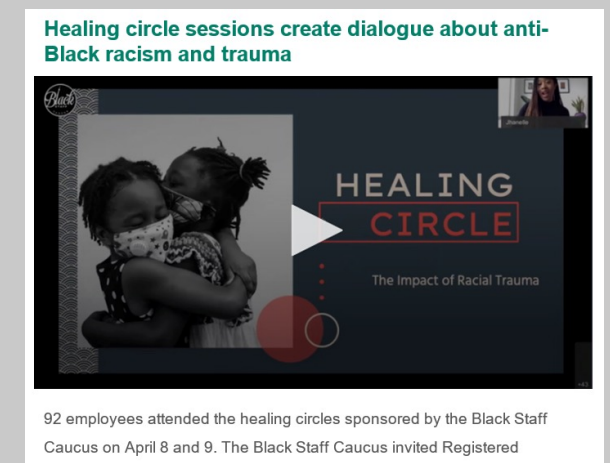 Healing circle sessions create dialogue about anti-
Black racism and trauma
Black
HEALING
CIRCLE
The Impact of Racial Trauma
92 employees attended the healing circles sponsored by the Black Staff
Caucus on April 8 and 9. The Black Staff Caucus invited Registered